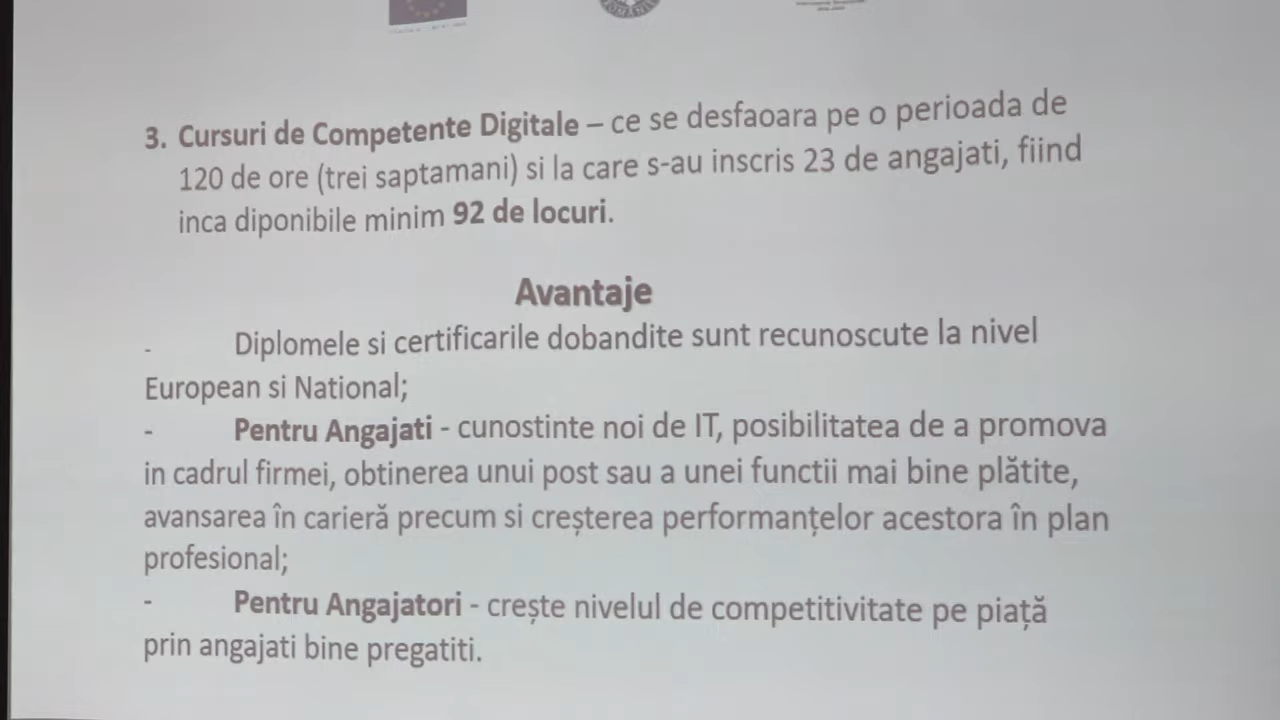 3. Cursuri de Competente Digitale – ce se desfaoara pe o perioada de
120 de ore (trei saptamani) si la care s-au inscris 23 de angajati, fiind
inca diponibile minim 92 de locuri.
Avantaje
- Diplomele si certificarile dobandite sunt recunoscute la nivel
European si National;
- Pentru Angajati - cunostinte noi de IT, posibilitatea de a promova
in cadrul firmei, obtinerea unui post sau a unei functii mai bine plătite,
avansarea în carieră precum si creșterea performanțelor acestora în plan
profesional;
- Pentru Angajatori - crește nivelul de competitivitate pe piață
prin angajati bine pregatiti.